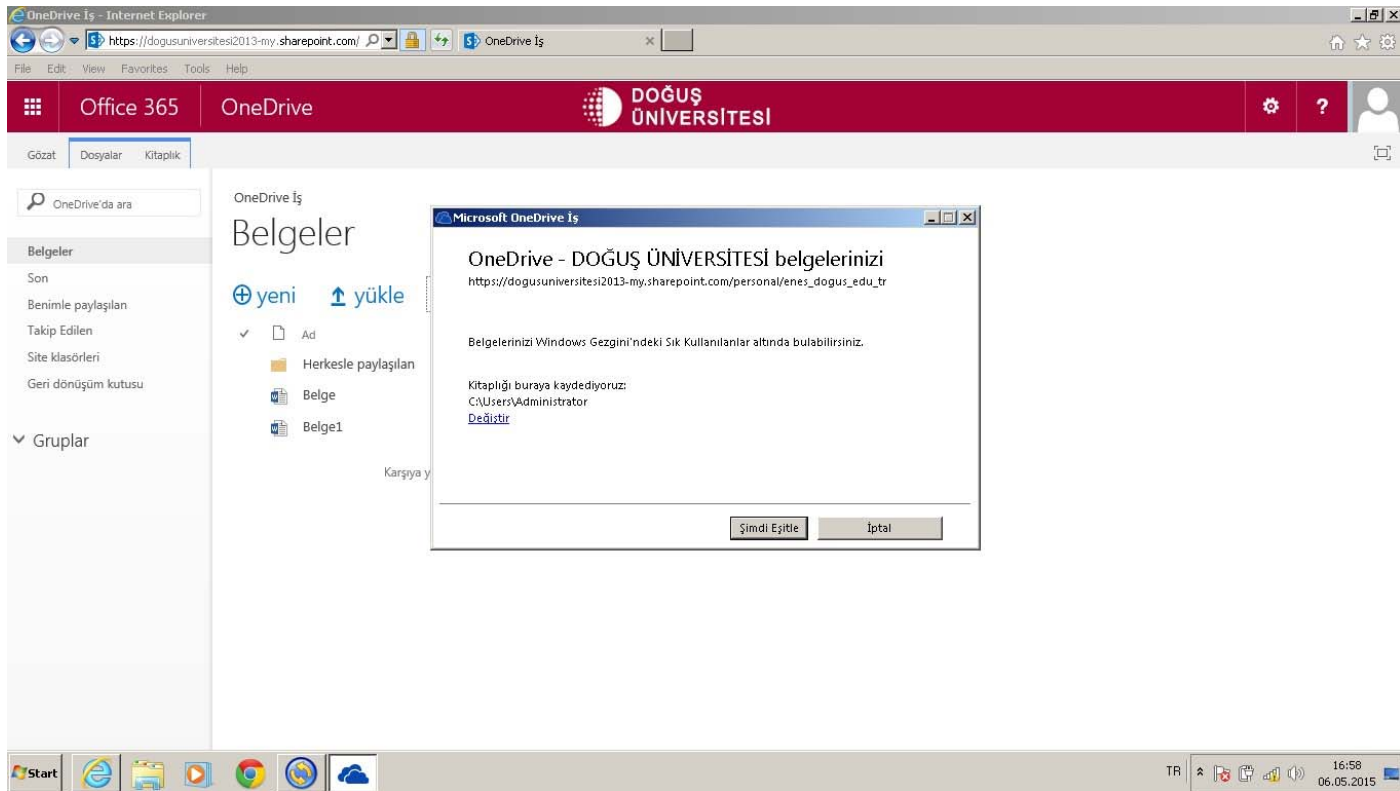 OneDrive İş - Internet Explorer
https://dogusuniversitesi2013-my.sharepoint.com/
OneDrive İş
File Edit View Favorites Tools Help
Office 365
OneDrive
DOĞUŞ
ÜNİVERSİTESİ
?
Gözat
Dosyalar
Kitaplık
OneDrive'da ara
Belgeler
Son
Benimle paylaşılan
Takip Edilen
Site klasörleri
Geri dönüşüm kutusu
Gruplar
OneDrive İş
Belgeler
yeni
yükle
Ad
Herkesle paylaşılan
Belge
Belge1
Karşıya y
Microsoft OneDrive İş
OneDrive - DOĞUŞ ÜNİVERSİTESİ belgelerinizi
https://dogusuniversitesi2013-my.sharepoint.com/personal/enes_dogus_edu_tr
Belgelerinizi Windows Gezgini'ndeki Sık Kullanılanlar altında bulabilirsiniz.
Kitaplığı buraya kaydediyoruz:
C:\Users\Administrator
Değiştir
Şimdi Eşitle
İptal
Start
TR
16:58
06.05.2015